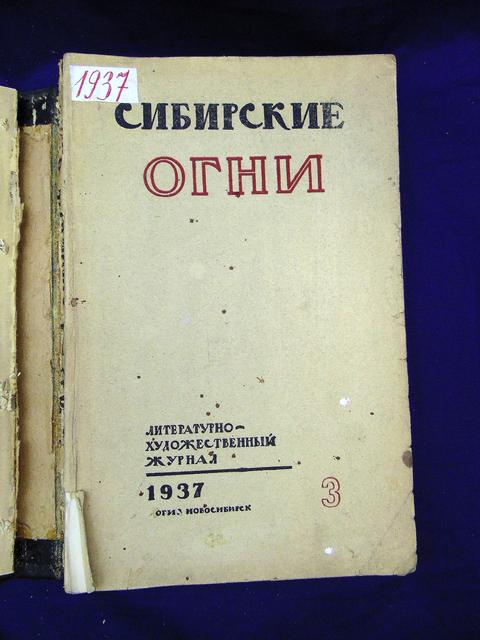 1937
СИБИРСКИЕ
ОГНИ
ЛИТЕРАТУРНО-
ХУДОЖЕСТВЕННЫЙ
ЖУРНАЛ
1937
3
ОГИЗ НОВОСИБИРСК